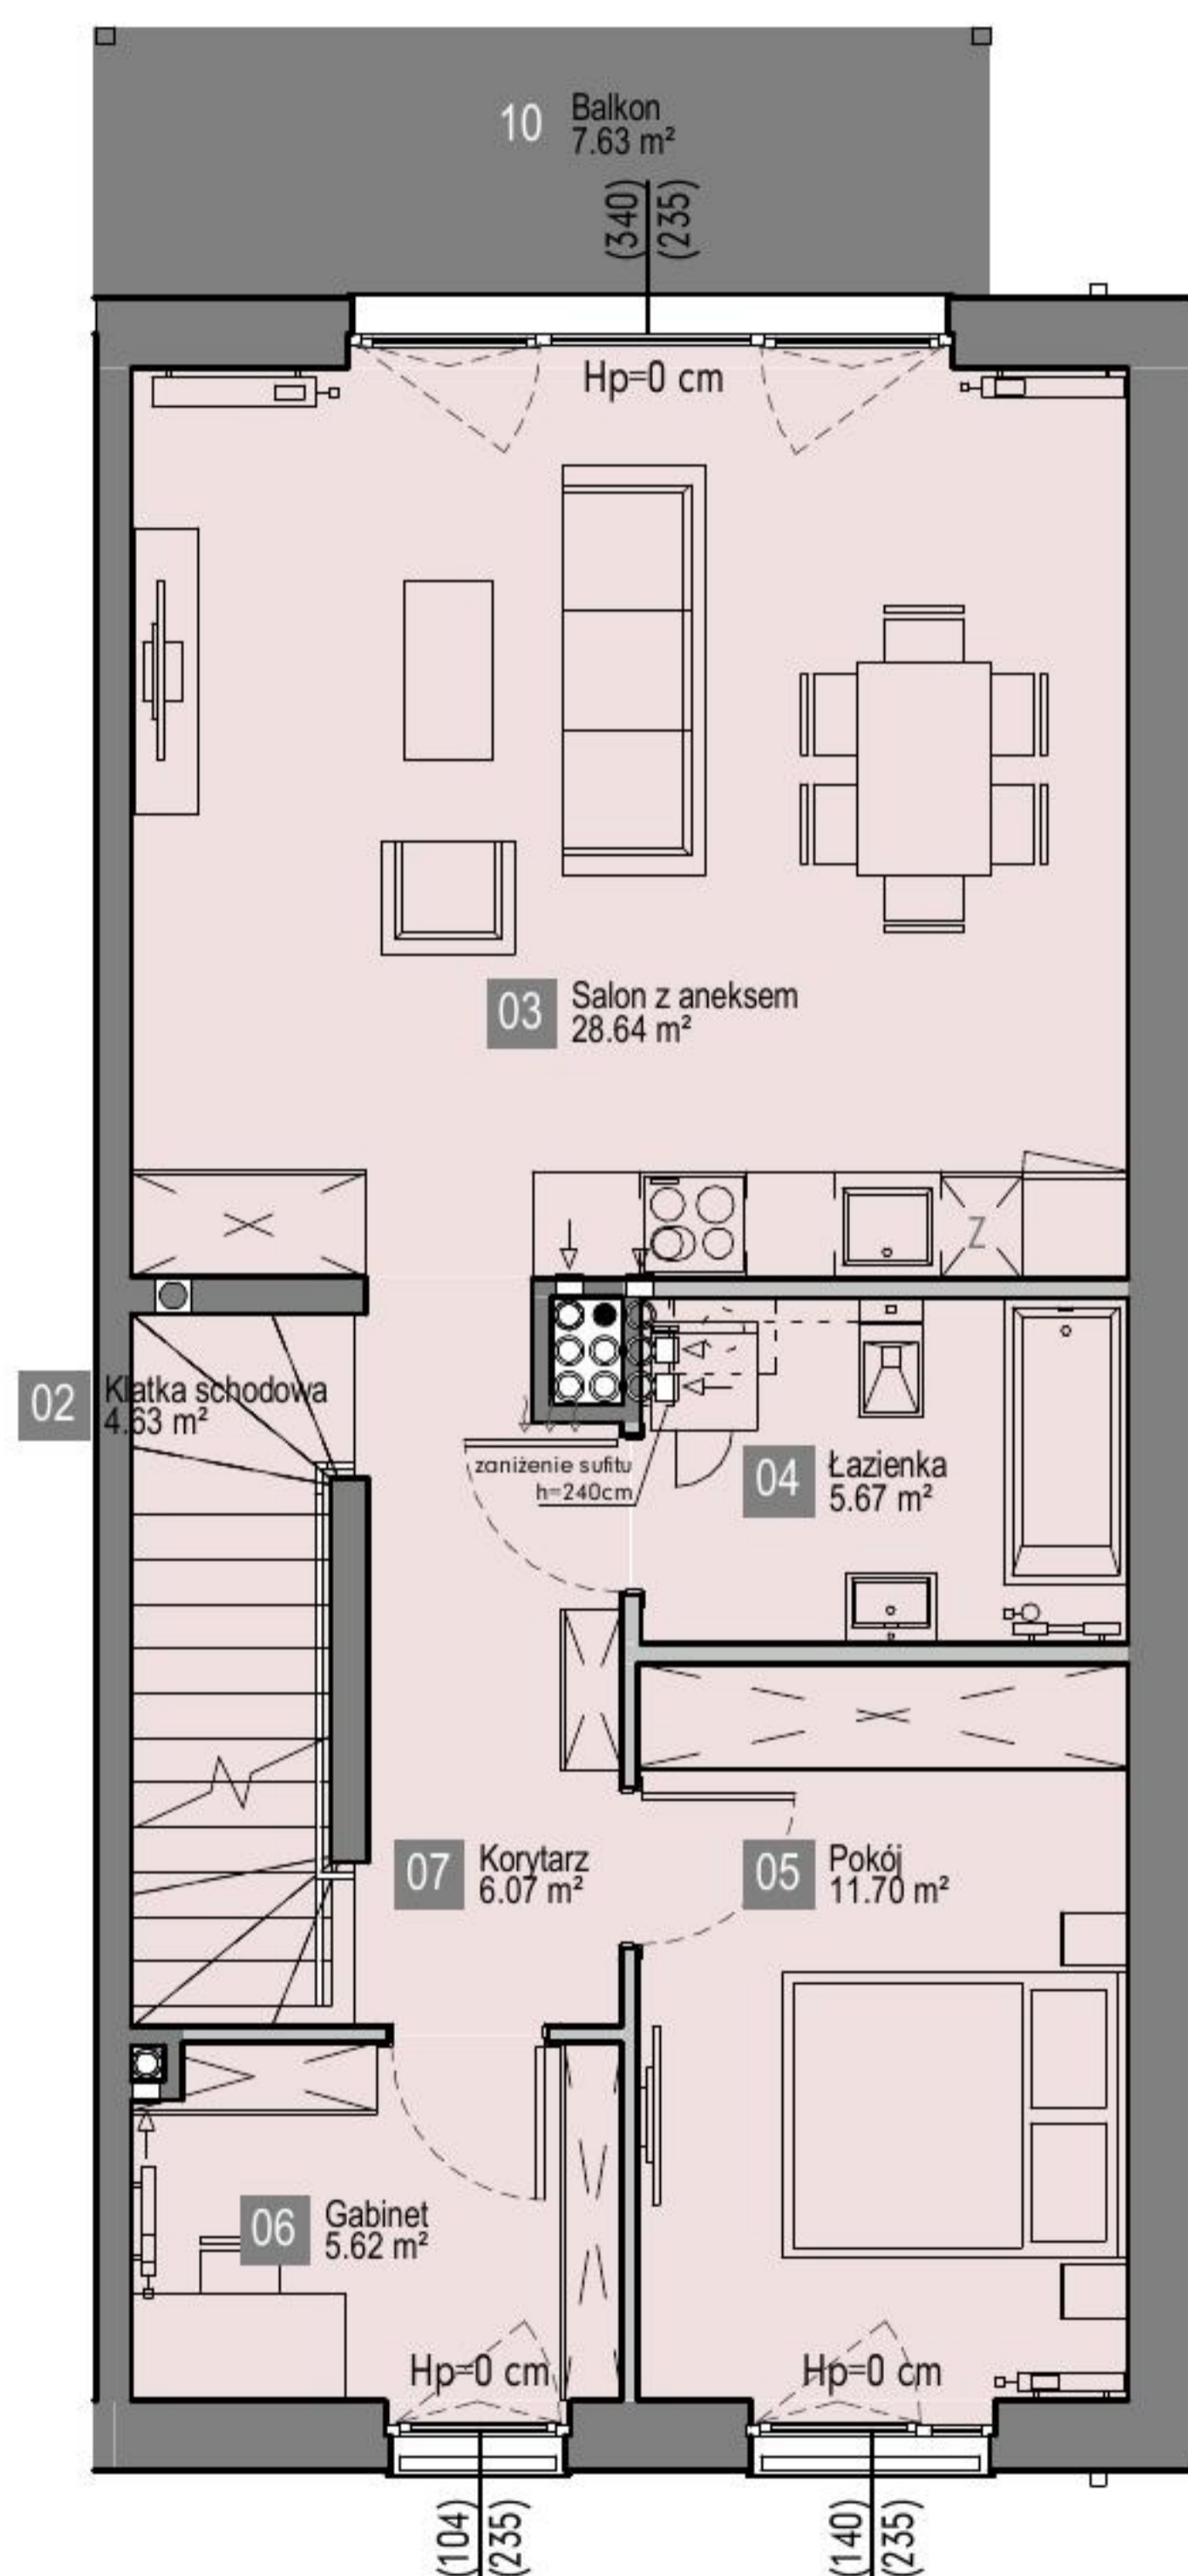 10 Balkon
7.63 m²
(340)
(235)
Hp=0 cm
03 Salon z aneksem
28.64 m²
Z
02 Klatka schodowa
4.63 m²
zaniżenie sufitu
h=240cm
04 Łazienka
5.67 m²
07 Korytarz
6.07 m²
05 Pokój
11.70 m²
06 Gabinet
5.62 m²
Hp=0 cm
Hp=0 cm
(104)
(235)
(140)
(235)